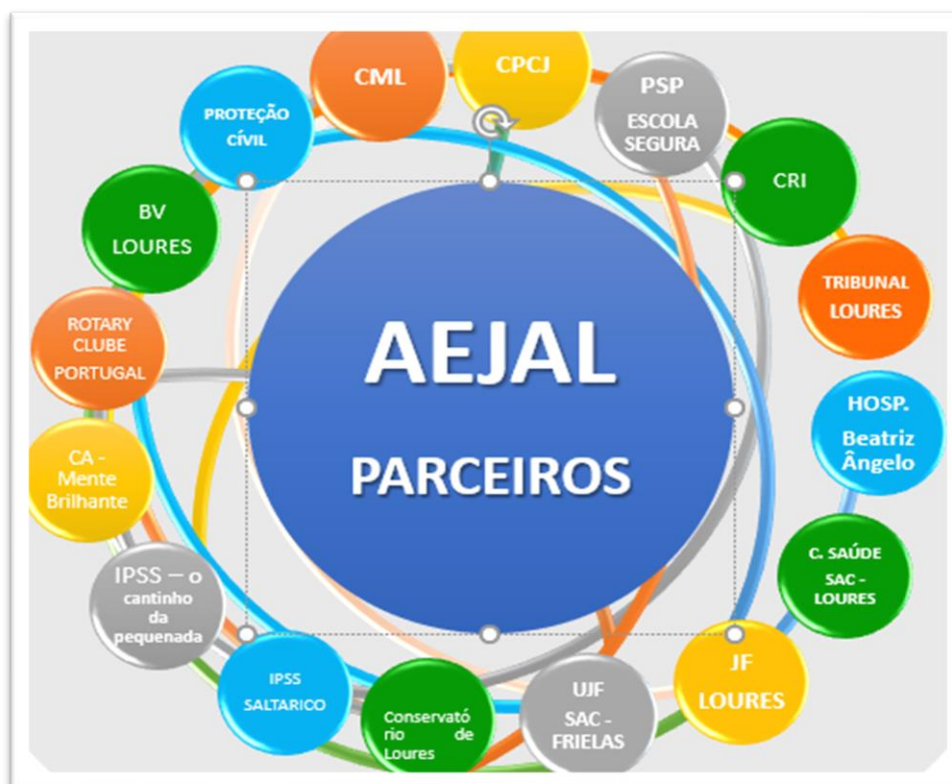 AEJAL
PARCEIROS
CPCJ
PSP
ESCOLA
SEGURA
CRI
TRIBUNAL
LOURES
HOSP.
Beatriz
Ângelo
C. SAÚDE
SAC -
LOURES
JF
LOURES
UJF
SAC -
FRIELAS
Conservató
rio de
Loures
IPSS
SALTARICO
IPSS – o
cantinho
da
pequenada
CA -
Mente
Brilhante
ROTARY
CLUBE
PORTUGAL
BV
LOURES
PROTEÇÃO
CÍVIL
CML